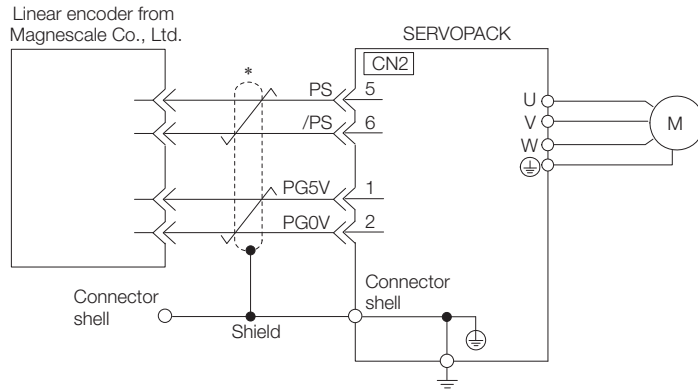 Linear encoder from
Magnescale Co., Ltd.
SERVOPACK
*
CN2
PS 5
/PS 6
PG5V 1
PG0V 2
U
V
W
M
Connector
shell
Shield
Connector
shell